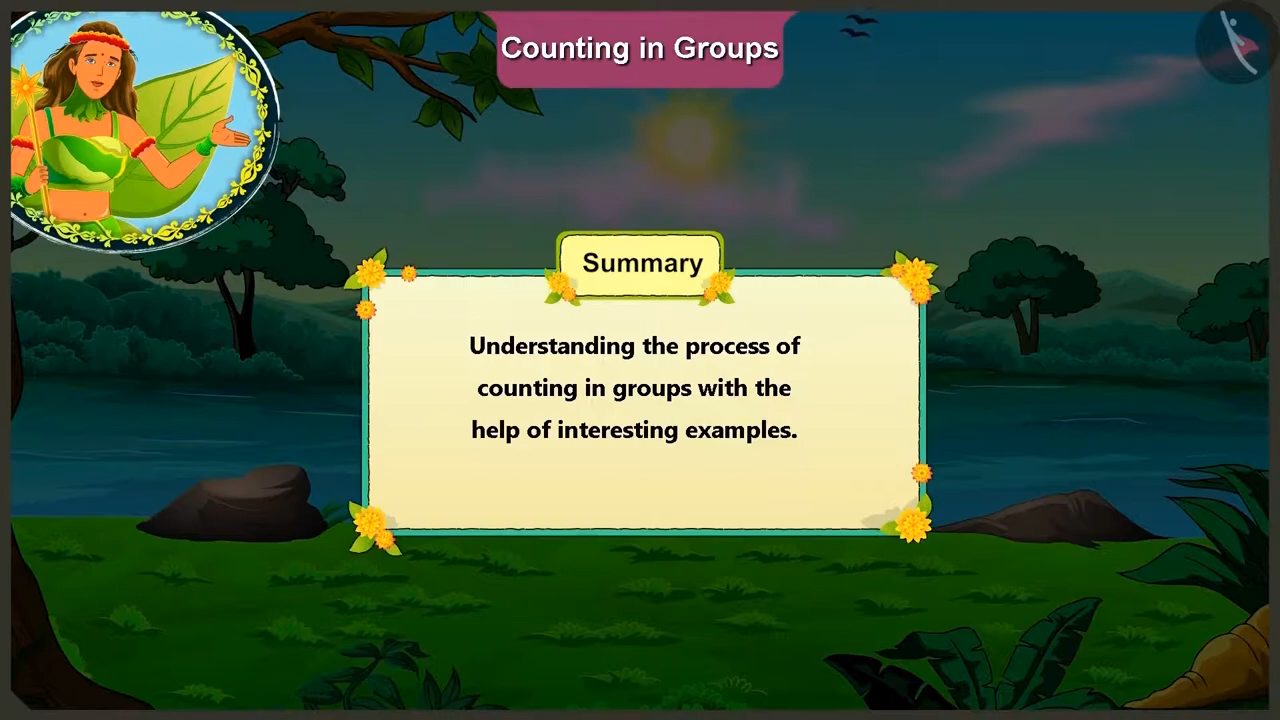 Counting in Groups
Summary
Understanding the process of
counting in groups with the
help of interesting examples.